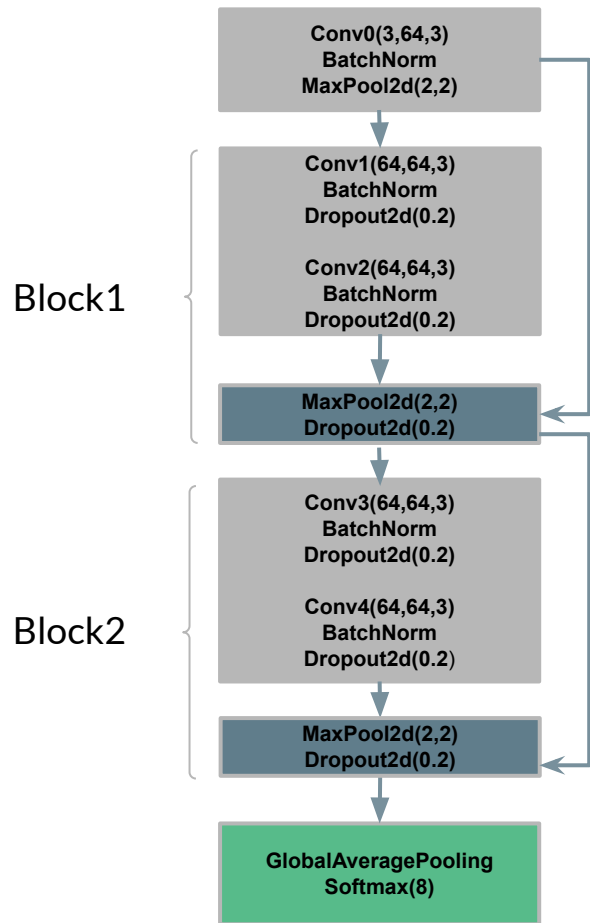 Conv0(3,64,3)
BatchNorm
MaxPool2d(2,2)
Block1
Conv1(64,64,3)
BatchNorm
Dropout2d(0.2)
Conv2(64,64,3)
BatchNorm
Dropout2d(0.2)
MaxPool2d(2,2)
Dropout2d(0.2)
Block2
Conv3(64,64,3)
BatchNorm
Dropout2d(0.2)
Conv4(64,64,3)
BatchNorm
Dropout2d(0.2)
MaxPool2d(2,2)
Dropout2d(0.2)
GlobalAveragePooling
Softmax(8)